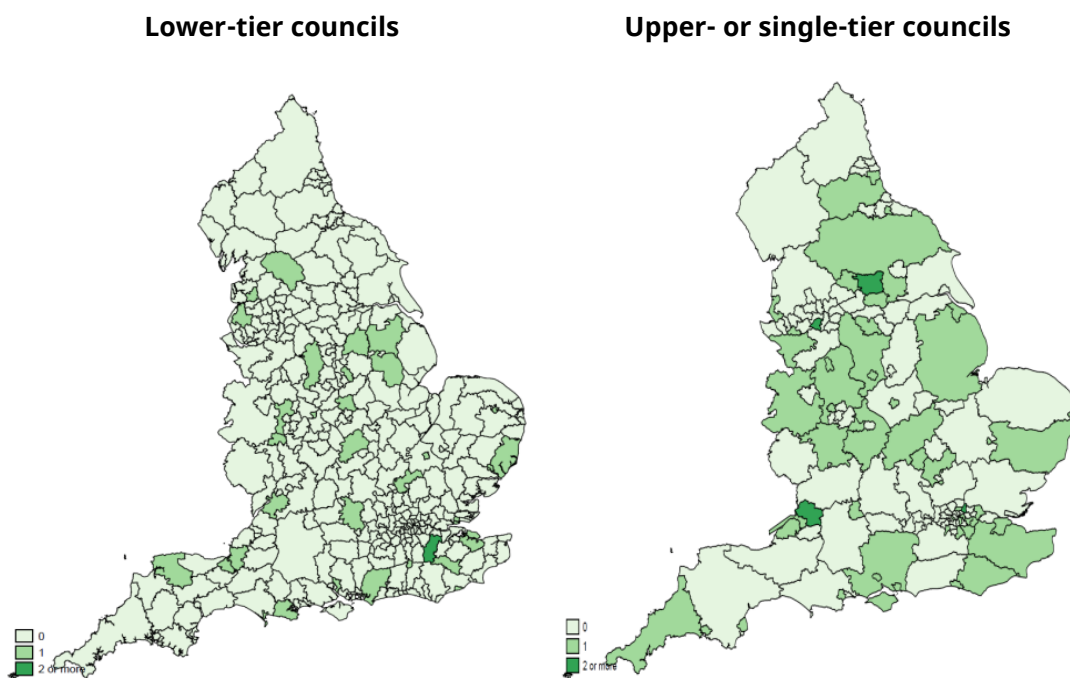 Lower-tier councils
Upper- or single-tier councils
0
1
2 or more
0
1
2 or more